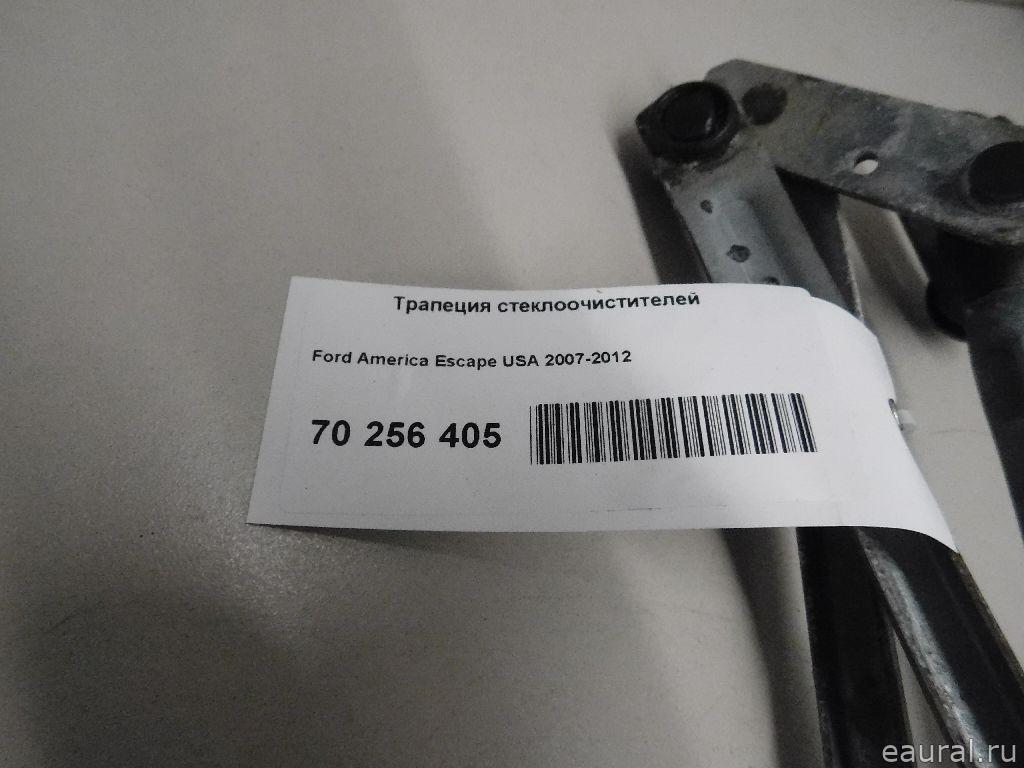 Трапеция стеклоочистителей
Ford America Escape USA 2007-2012
70 256 405
eaural.ru